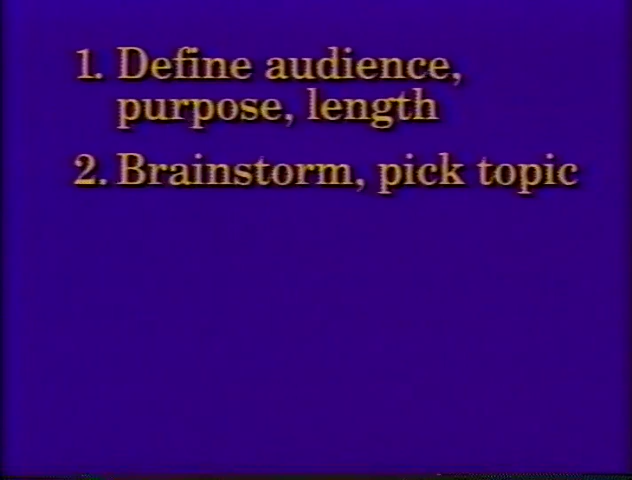 1. Define audience,
purpose, length
2. Brainstorm, pick topic